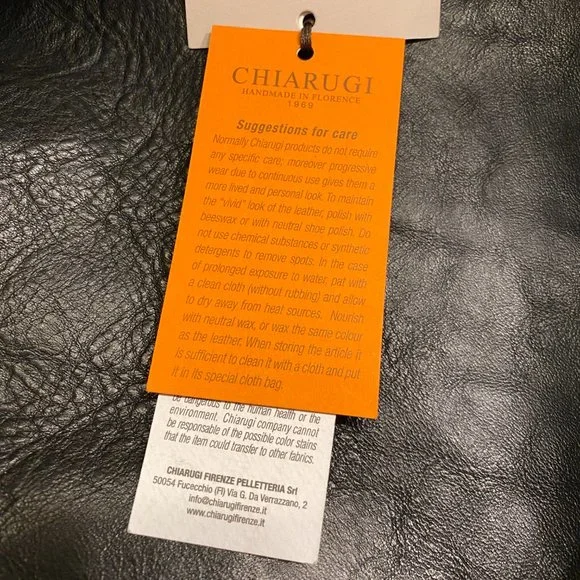 CHIARUGI
HANDMADE IN FLORENCE
1969
Suggestions for care
Normally Chiarugi products do not require
any specific care; moreover progressive
wear due to continuous use gives them a
more lived and personal look. To maintain
the "vivid" look of the leather, polish with
beeswax or with neutral shoe polish. Do
not use chemical substances or synthetic
detergents to remove spots. In the case
of prolonged exposure to water, pat with
a clean cloth (without rubbing) and allow
to dry away from heat sources. Nourish
with neutral wax, or wax the same colour
as the leather. When storing the article it
is sufficient to clean it with a cloth and put
it in its special cloth bag.
be dangerous to the human health or the
environment. Chiarugi company cannot
be responsible of the possible color stains
that the item could transfer to other fabrics.
CHIARUGI FIRENZE PELLETTERIA Srl
50054 Fucecchio (FI) Via G. Da Verrazzano, 2
info@chiarugifirenze.it
www.chiarugifirenze.it